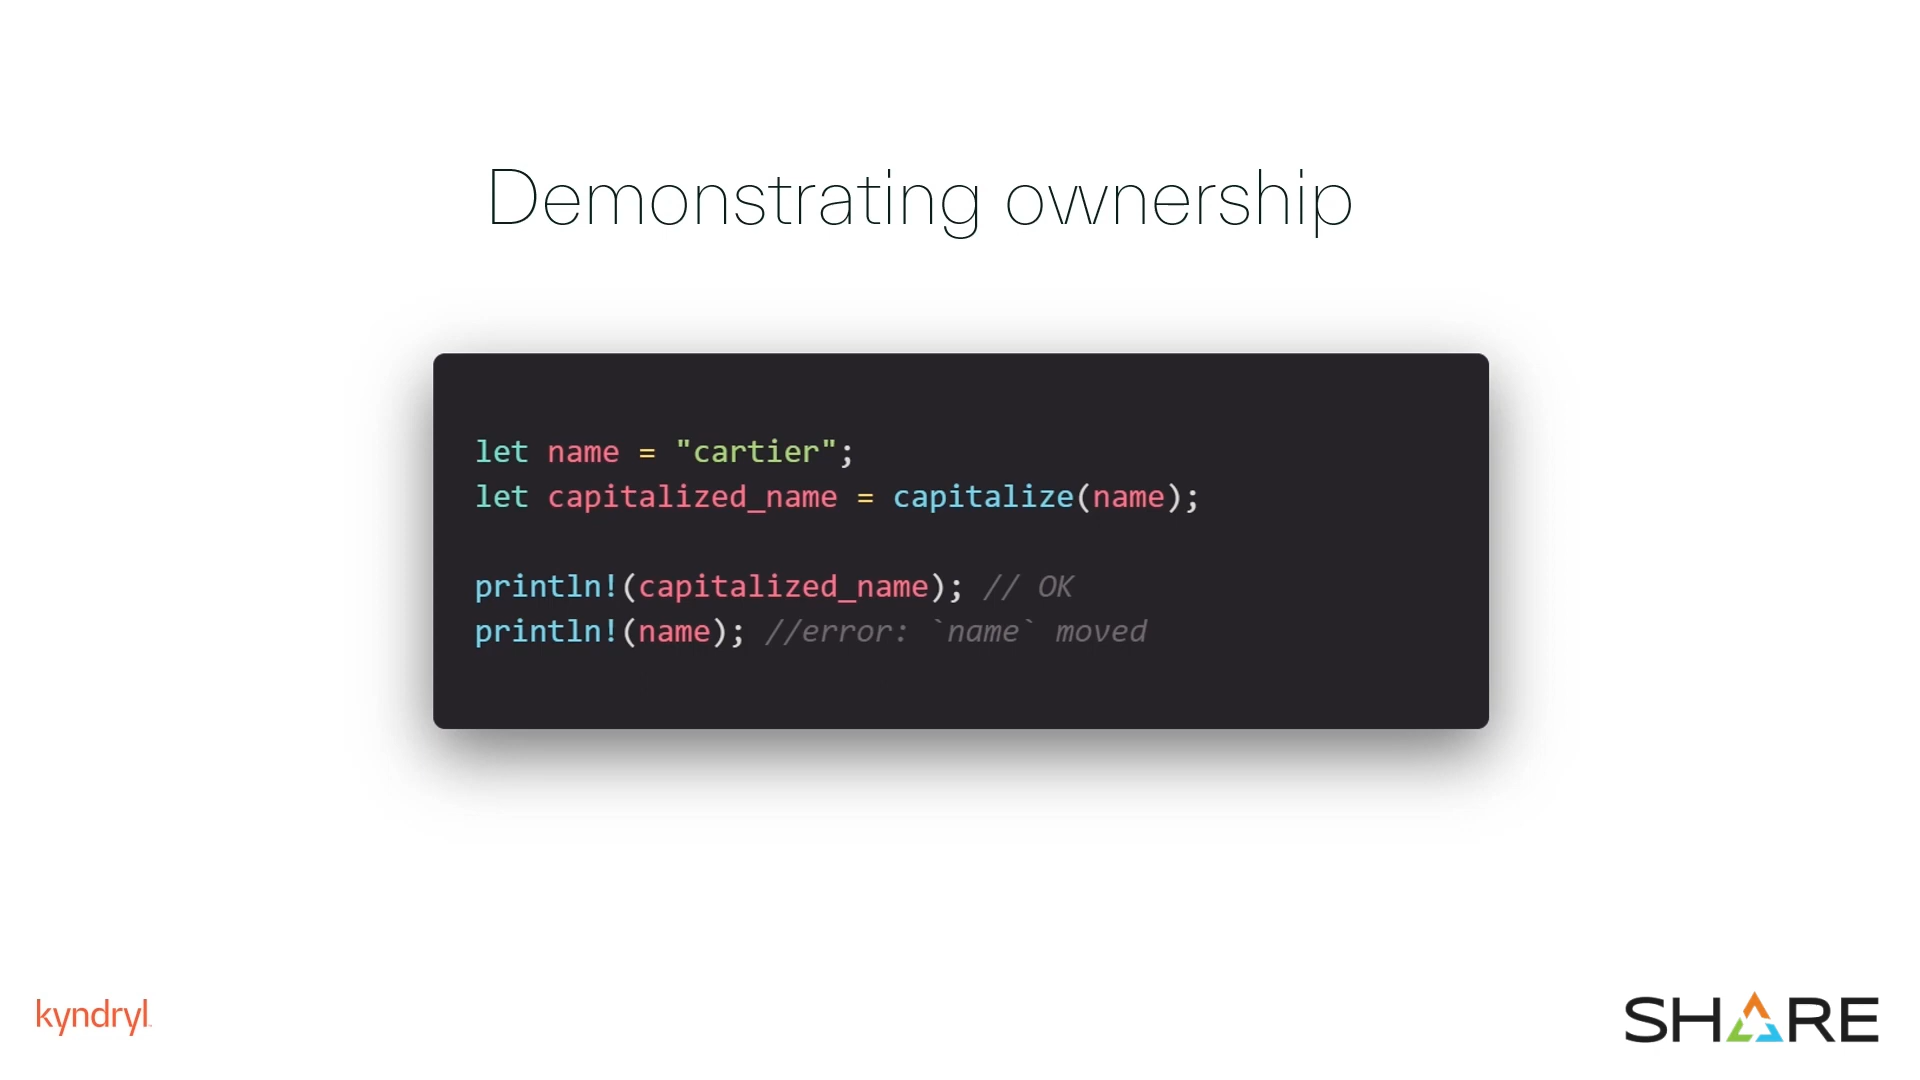 Demonstrating ownership
let name = "cartier";
let capitalized_name = capitalize(name);
println!(capitalized_name); // OK
println!(name); //error: `name` moved
kyndryl
SHARE